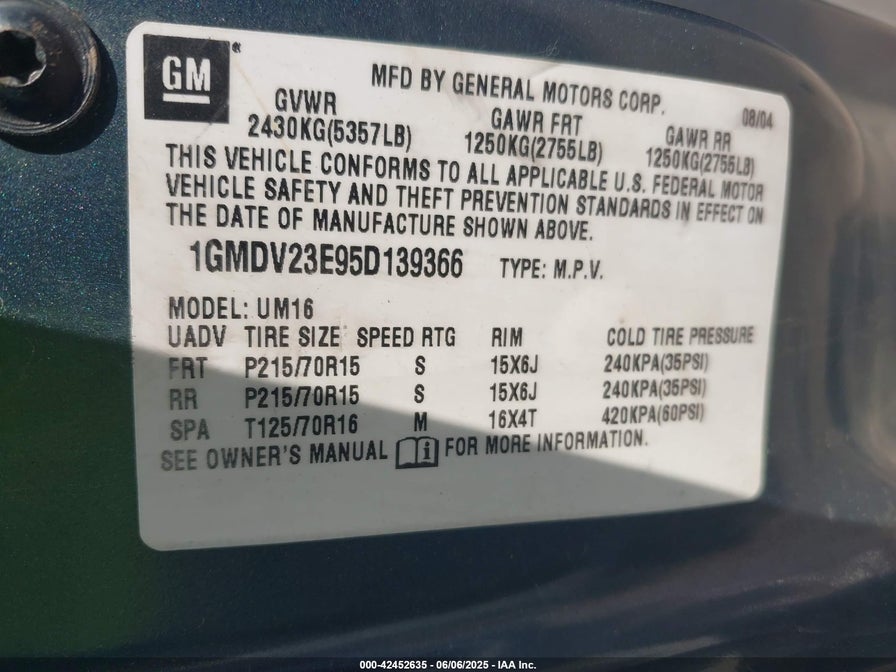 GM
MFD BY GENERAL MOTORS CORP. 08/04
GVWR GAWR FRT GAWR RR
2430KG(5357LB) 1250KG(2755LB) 1250KG(2755LB)
THIS VEHICLE CONFORMS TO ALL APPLICABLE U.S. FEDERAL MOTOR
VEHICLE SAFETY AND THEFT PREVENTION STANDARDS IN EFFECT ON
THE DATE OF MANUFACTURE SHOWN ABOVE.
1GMDV23E95D139366 TYPE: M.P.V.
MODEL: UM16
UADV TIRE SIZE SPEED RTG RIM COLD TIRE PRESSURE
FRT P215/70R15 S 15X6J 240KPA(35PSI)
RR P215/70R15 S 15X6J 240KPA(35PSI)
SPA T125/70R16 M 16X4T 420KPA(60PSI)
SEE OWNER'S MANUAL i FOR MORE INFORMATION.
000-42452635 - 06/06/2025 - IAA Inc.